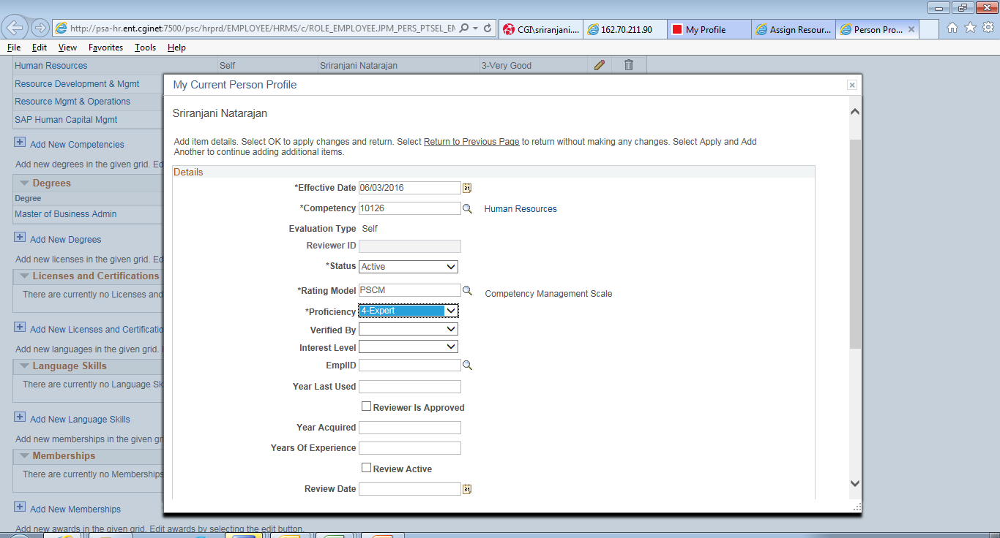 http://psa-hr.ent.cginet:7500/psc/hrprd/EMPLOYEE/HRMS/c/ROLE_EMPLOYEE.JPM_PERS_PTSEL_EM
CGI\sriranjani....
162.70.211.90
My Profile
Assign Resour...
Person Pro...
File Edit View Favorites Tools Help
Human Resources Self Sriranjani Natarajan 3-Very Good
Resource Development & Mgmt
Resource Mgmt & Operations
SAP Human Capital Mgmt
Add New Competencies
Add new degrees in the given grid. Ed
Degrees
Degree
Master of Business Admin
Add New Degrees
Add new licenses in the given grid. Ed
Licenses and Certifications
There are currently no Licenses and
Add New Licenses and Certificatio
Add new languages in the given grid.
Language Skills
There are currently no Language Sk
Add New Language Skills
Add new memberships in the given gr
Memberships
There are currently no Memberships
Add New Memberships
Add new awards in the given grid. Edit awards by selecting the edit button.
My Current Person Profile
Sriranjani Natarajan
Add item details. Select OK to apply changes and return. Select Return to Previous Page to return without making any changes. Select Apply and Add
Another to continue adding additional items.
Details
*Effective Date 06/03/2016 31
*Competency 10126 Human Resources
Evaluation Type Self
Reviewer ID
*Status Active
*Rating Model PSCM Competency Management Scale
*Proficiency 4-Expert
Verified By
Interest Level
EmplID
Year Last Used
Reviewer Is Approved
Year Acquired
Years Of Experience
Review Active
Review Date 31